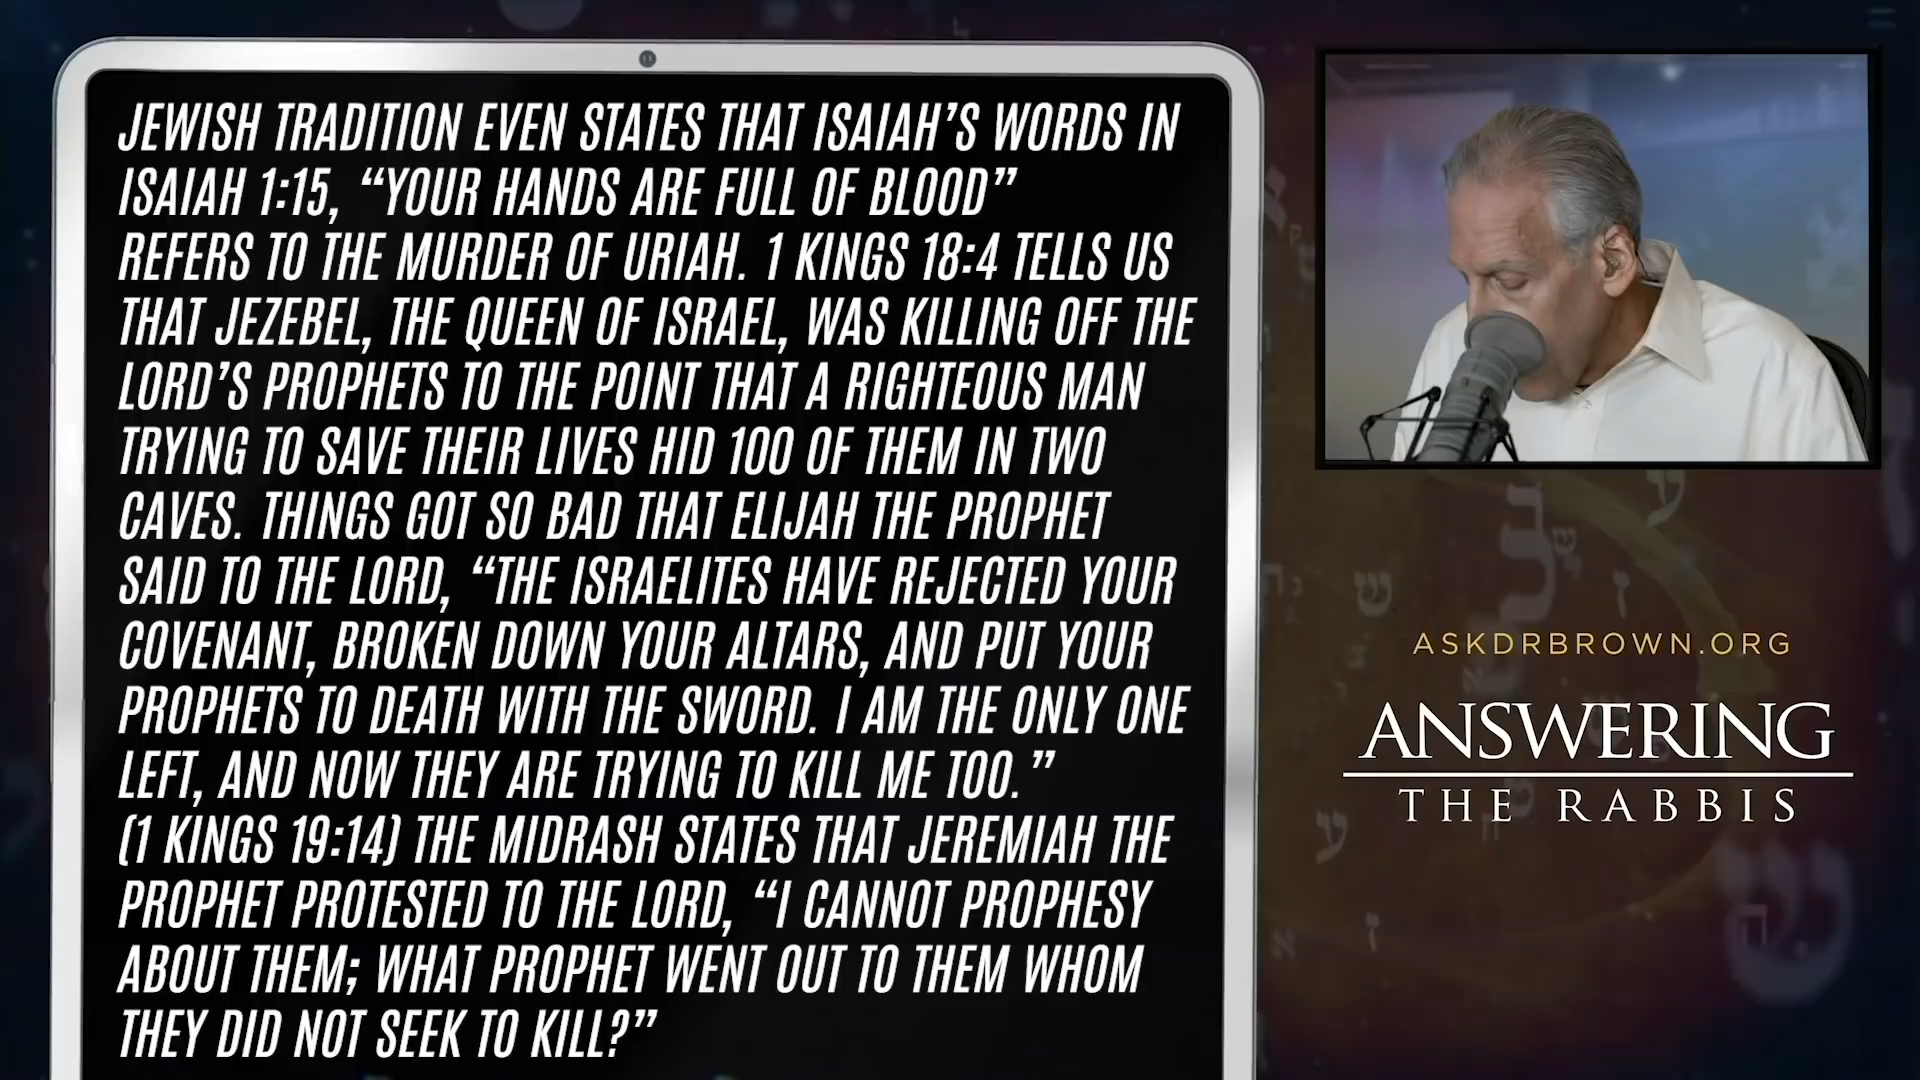 JEWISH TRADITION EVEN STATES THAT ISAIAH’S WORDS IN
ISAIAH 1:15, “YOUR HANDS ARE FULL OF BLOOD”
REFERS TO THE MURDER OF URIAH. 1 KINGS 18:4 TELLS US
THAT JEZEBEL, THE QUEEN OF ISRAEL, WAS KILLING OFF THE
LORD’S PROPHETS TO THE POINT THAT A RIGHTEOUS MAN
TRYING TO SAVE THEIR LIVES HID 100 OF THEM IN TWO
CAVES. THINGS GOT SO BAD THAT ELIJAH THE PROPHET
SAID TO THE LORD, “THE ISRAELITES HAVE REJECTED YOUR
COVENANT, BROKEN DOWN YOUR ALTARS, AND PUT YOUR
PROPHETS TO DEATH WITH THE SWORD. I AM THE ONLY ONE
LEFT, AND NOW THEY ARE TRYING TO KILL ME TOO.”
(1 KINGS 19:14) THE MIDRASH STATES THAT JEREMIAH THE
PROPHET PROTESTED TO THE LORD, “I CANNOT PROPHESY
ABOUT THEM; WHAT PROPHET WENT OUT TO THEM WHOM
THEY DID NOT SEEK TO KILL?”
ASKDRBROWN.ORG
ANSWERING
THE RABBIS